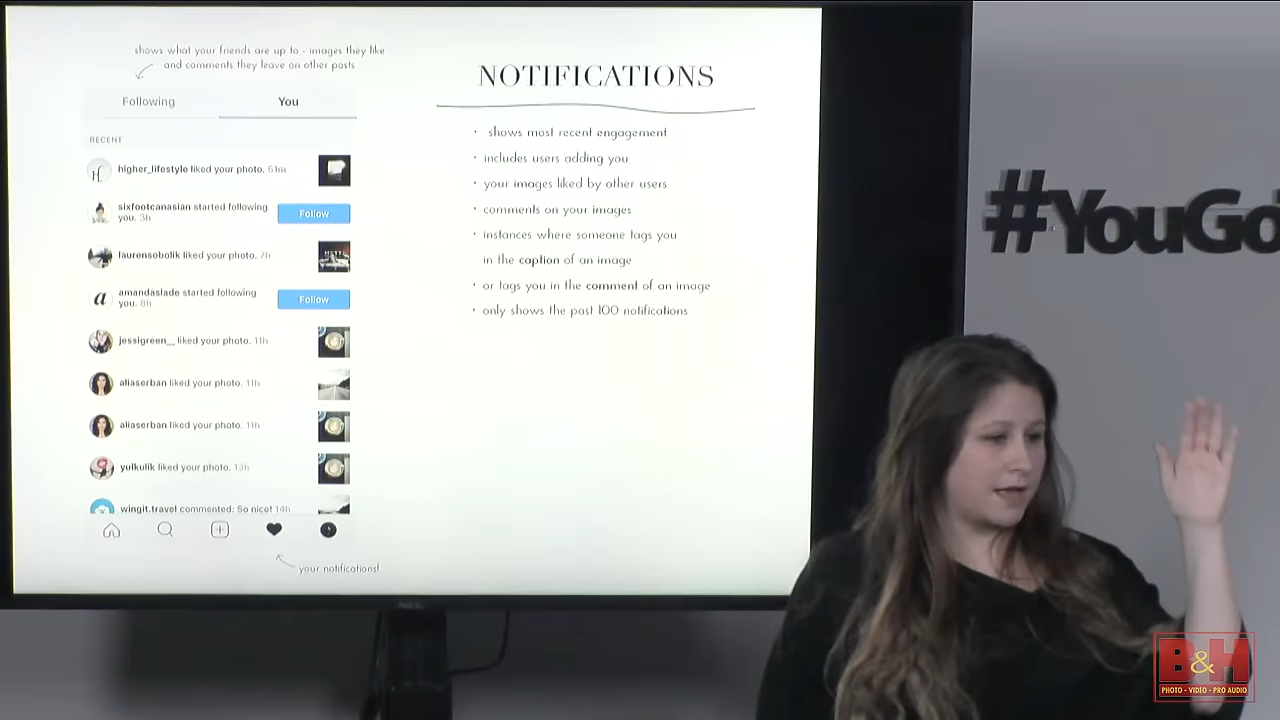 shows what your friends are up to - images they like
and comments they leave on other posts
Following You
RECENT
higher_lifestyle liked your photo. 51m
sixfootcanasian started following
you. 3h
Follow
laurensobolik liked your photo. 7h
amandaslade started following
you. 8h
Follow
jessigreen__ liked your photo. 11h
aliaserban liked your photo. 11h
aliaserban liked your photo. 11h
yulkulik liked your photo. 13h
wingit.travel commented: So nice! 14h
your notifications!
NOTIFICATIONS
· shows most recent engagement
· includes users adding you
· your images liked by other users
· comments on your images
· instances where someone tags you
in the caption of an image
or tags you in the comment of an image
· only shows the past 100 notifications
NEC
#YouGo
B&H
PHOTO - VIDEO - PRO AUDIO